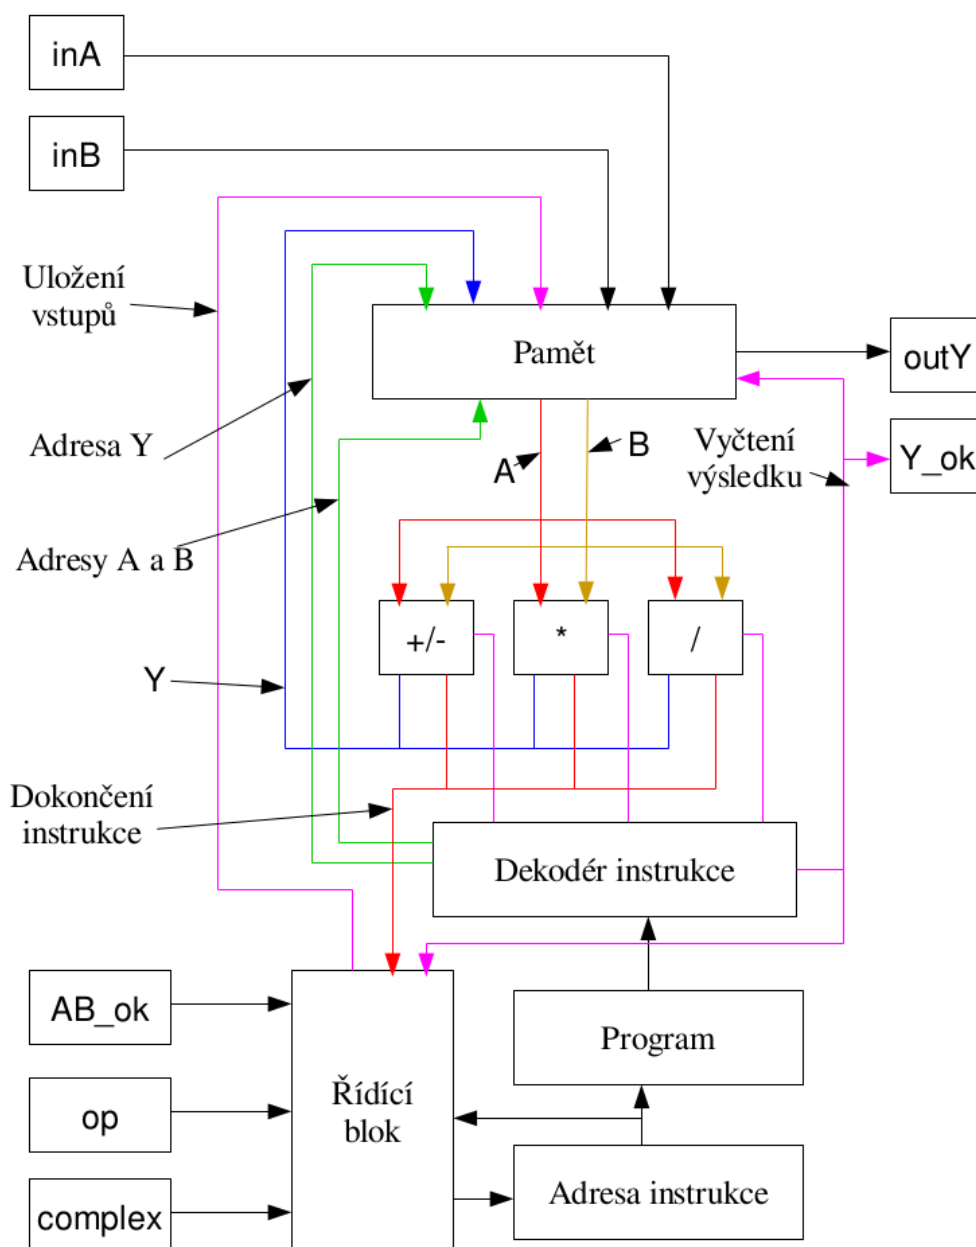 inA
inB
Uložení
vstupů
Pamět
outY
Adresa Y
A
B
Vyčtení
výsledku
Y_ok
Adresy A a B
+/-
*
/
Y
Dokončení
instrukce
Dekodér instrukce
AB_ok
Program
Řídící
blok
op
Adresa instrukce
complex